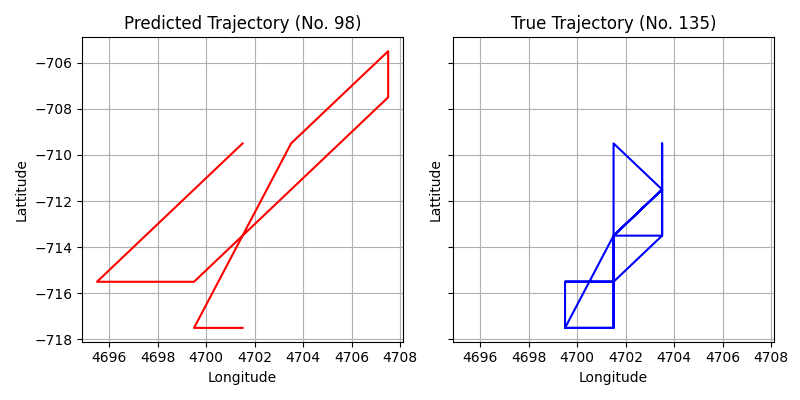 Predicted Trajectory (No. 98)
True Trajectory (No. 135)
−706
−708
−710
−712
−714
−716
−718
Lattitude
Lattitude
4696 4698 4700 4702 4704 4706 4708
4696 4698 4700 4702 4704 4706 4708
Longitude
Longitude